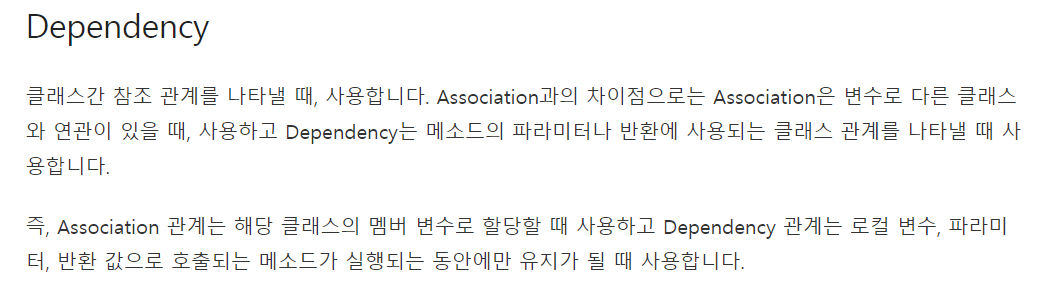 Dependency
클래스간 참조 관계를 나타낼 때, 사용합니다. Association과의 차이점으로는 Association은 변수로 다른 클래스
와 연관이 있을 때, 사용하고 Dependency는 메소드의 파라미터나 반환에 사용되는 클래스 관계를 나타낼 때 사
용합니다.
즉, Association 관계는 해당 클래스의 멤버 변수로 할당할 때 사용하고 Dependency 관계는 로컬 변수, 파라미
터, 반환 값으로 호출되는 메소드가 실행되는 동안에만 유지가 될 때 사용합니다.